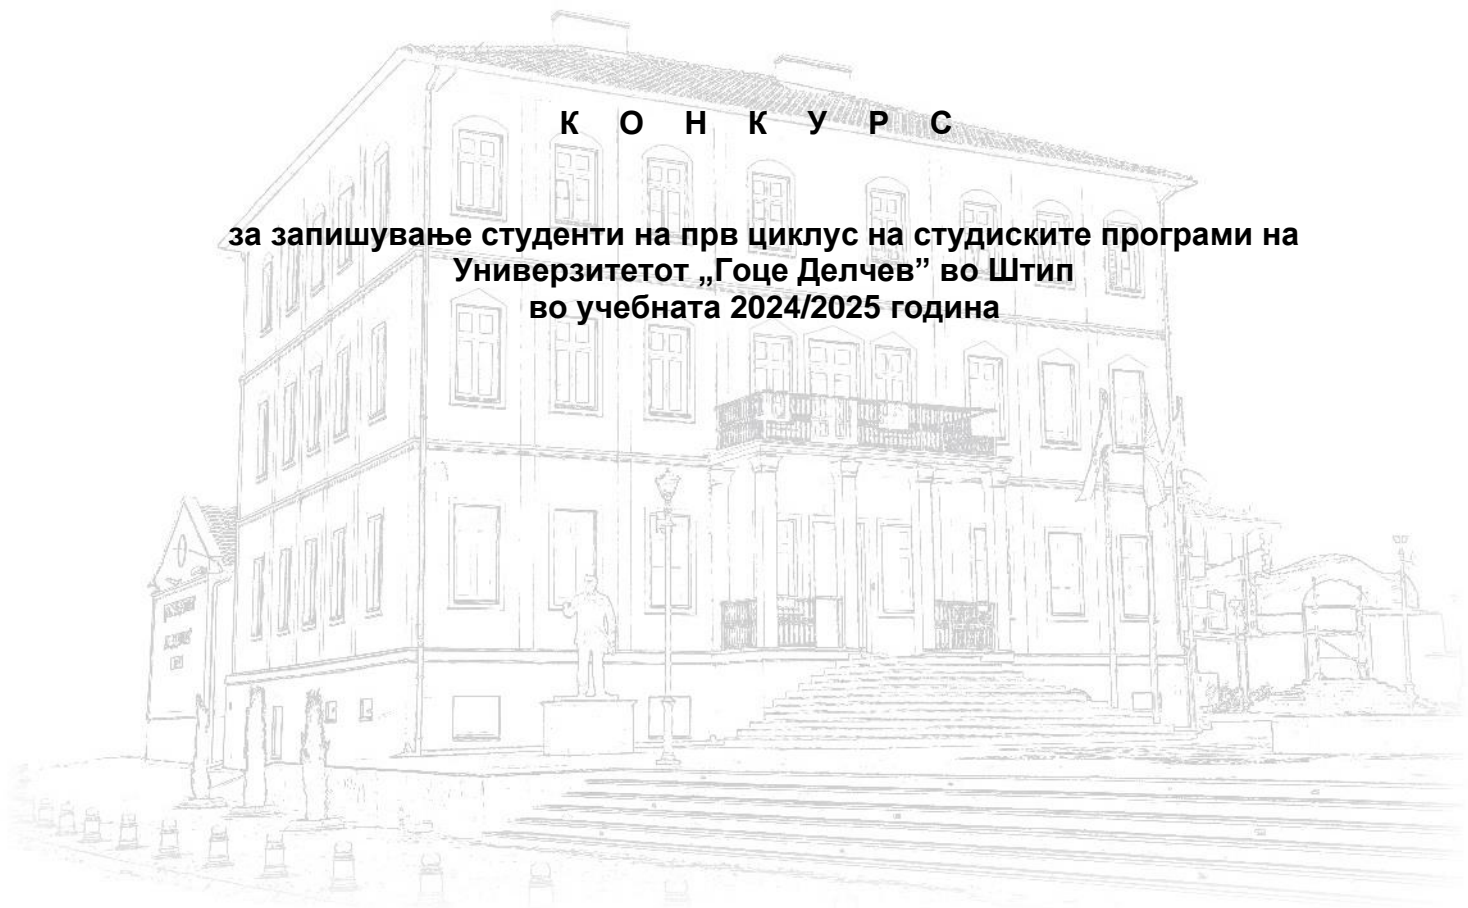 К О Н К У Р С
за запишување студенти на прв циклус на студиските програми на
Универзитетот „Гоце Делчев” во Штип
во учебната 2024/2025 година